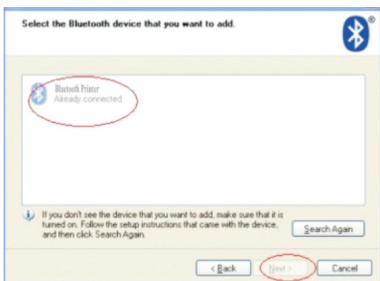 Select the Bluetooth device that you want to add.
®
Bluetooth Printer
Already connected
If you don't see the device that you want to add, make sure that it is
turned on. Follow the setup instructions that came with the device,
and then click Search Again.
Search Again
< Back
Next >
Cancel